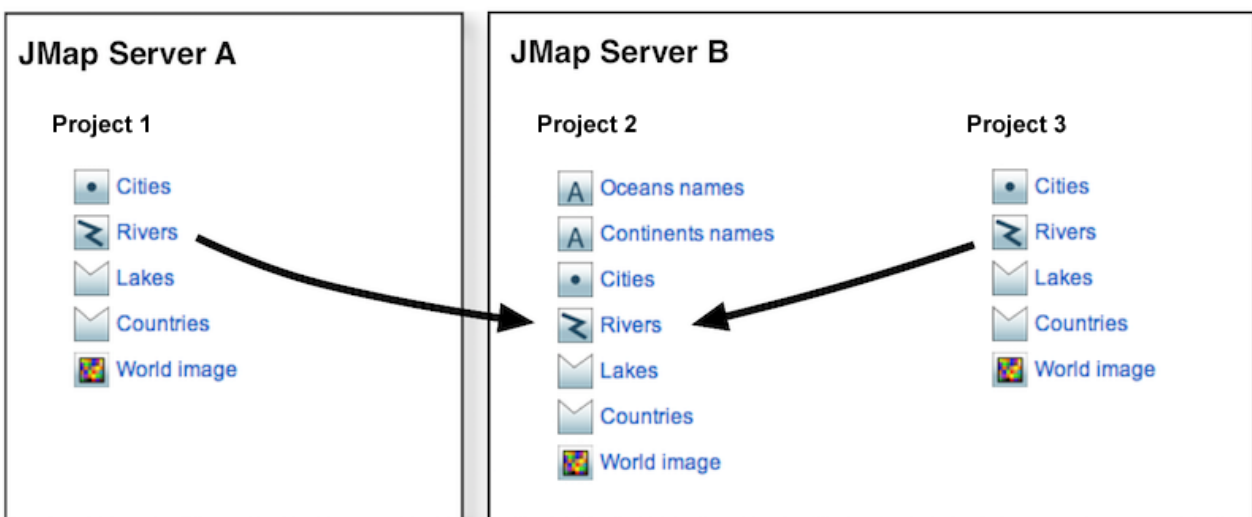 JMap Server A
Project 1
Cities
Rivers
Lakes
Countries
World image
JMap Server B
Project 2
A Oceans names
A Continents names
Cities
Rivers
Lakes
Countries
World image
Project 3
Cities
Rivers
Lakes
Countries
World image